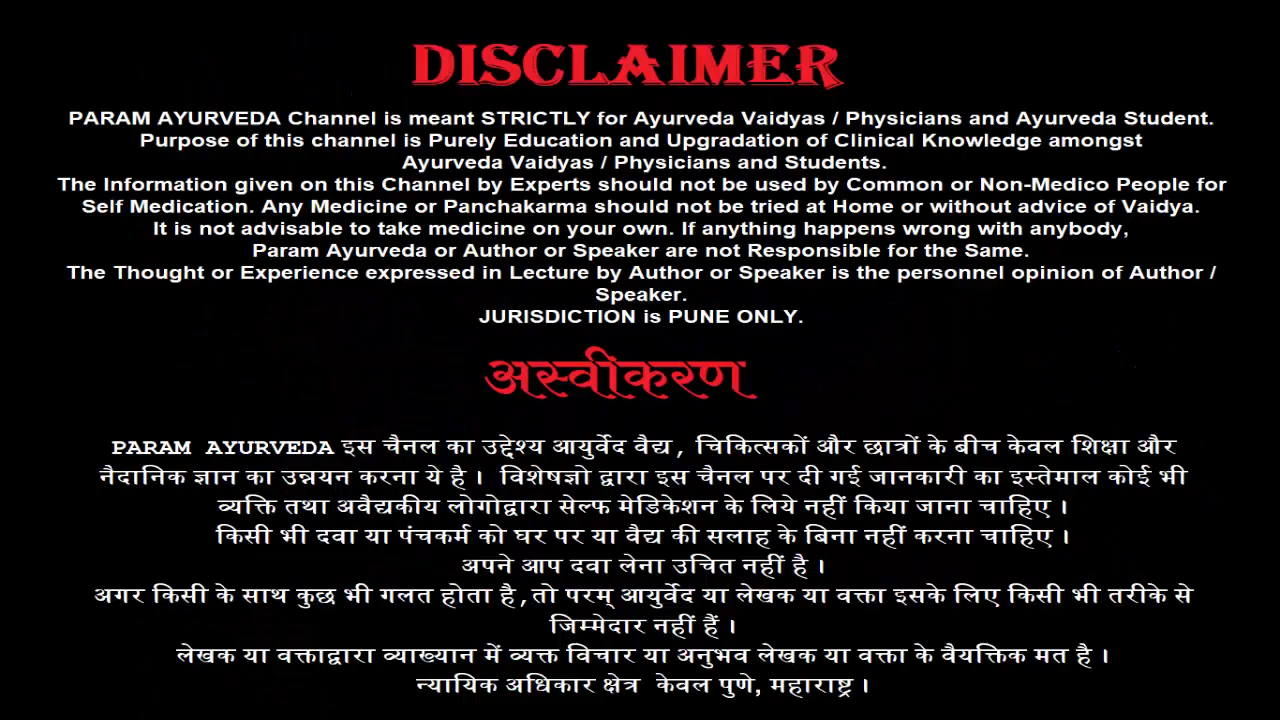 DISCLAIMER
PARAM AYURVEDA Channel is meant STRICTLY for Ayurveda Vaidyas / Physicians and Ayurveda Student.
Purpose of this channel is Purely Education and Upgradation of Clinical Knowledge amongst
Ayurveda Vaidyas / Physicians and Students.
The Information given on this Channel by Experts should not be used by Common or Non-Medico People for
Self Medication. Any Medicine or Panchakarma should not be tried at Home or without advice of Vaidya.
It is not advisable to take medicine on your own. If anything happens wrong with anybody,
Param Ayurveda or Author or Speaker are not Responsible for the Same.
The Thought or Experience expressed in Lecture by Author or Speaker is the personnel opinion of Author /
Speaker.
JURISDICTION is PUNE ONLY.
अस्वीकरण
PARAM AYURVEDA इस चैनल का उद्देश्य आयुर्वेद वैद्य, चिकित्सकों और छात्रों के बीच केवल शिक्षा और
नैदानिक ज्ञान का उन्नयन करना ये है । विशेषज्ञो द्वारा इस चैनल पर दी गई जानकारी का इस्तेमाल कोई भी
व्यक्ति तथा अवैद्यकीय लोगोद्वारा सेल्फ मेडिकेशन के लिये नहीं किया जाना चाहिए ।
किसी भी दवा या पंचकर्म को घर पर या वैद्य की सलाह के बिना नहीं करना चाहिए ।
अपने आप दवा लेना उचित नहीं है ।
अगर किसी के साथ कुछ भी गलत होता है,तो परम् आयुर्वेद या लेखक या वक्ता इसके लिए किसी भी तरीके से
जिम्मेदार नहीं हैं ।
लेखक या वक्ताद्वारा व्याख्यान में व्यक्त विचार या अनुभव लेखक या वक्ता के वैयक्तिक मत है ।
न्यायिक अधिकार क्षेत्र केवल पुणे, महाराष्ट्र ।